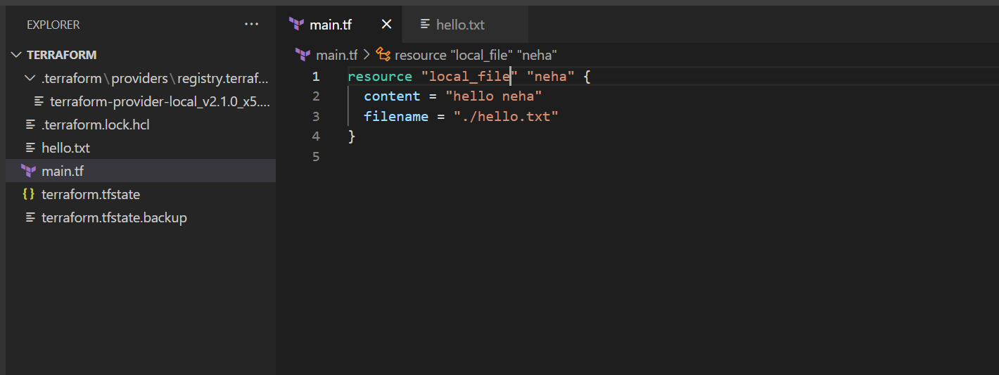 EXPLORER ...
TERRAFORM
.terraform\providers\registry.terraf...
terraform-provider-local_v2.1.0_x5....
.terraform.lock.hcl
hello.txt
main.tf
{} terraform.tfstate
terraform.tfstate.backup
main.tf × hello.txt
main.tf > resource "local_file" "neha"
1 resource "local_file" "neha" {
2   content = "hello neha"
3   filename = "./hello.txt"
4 }
5